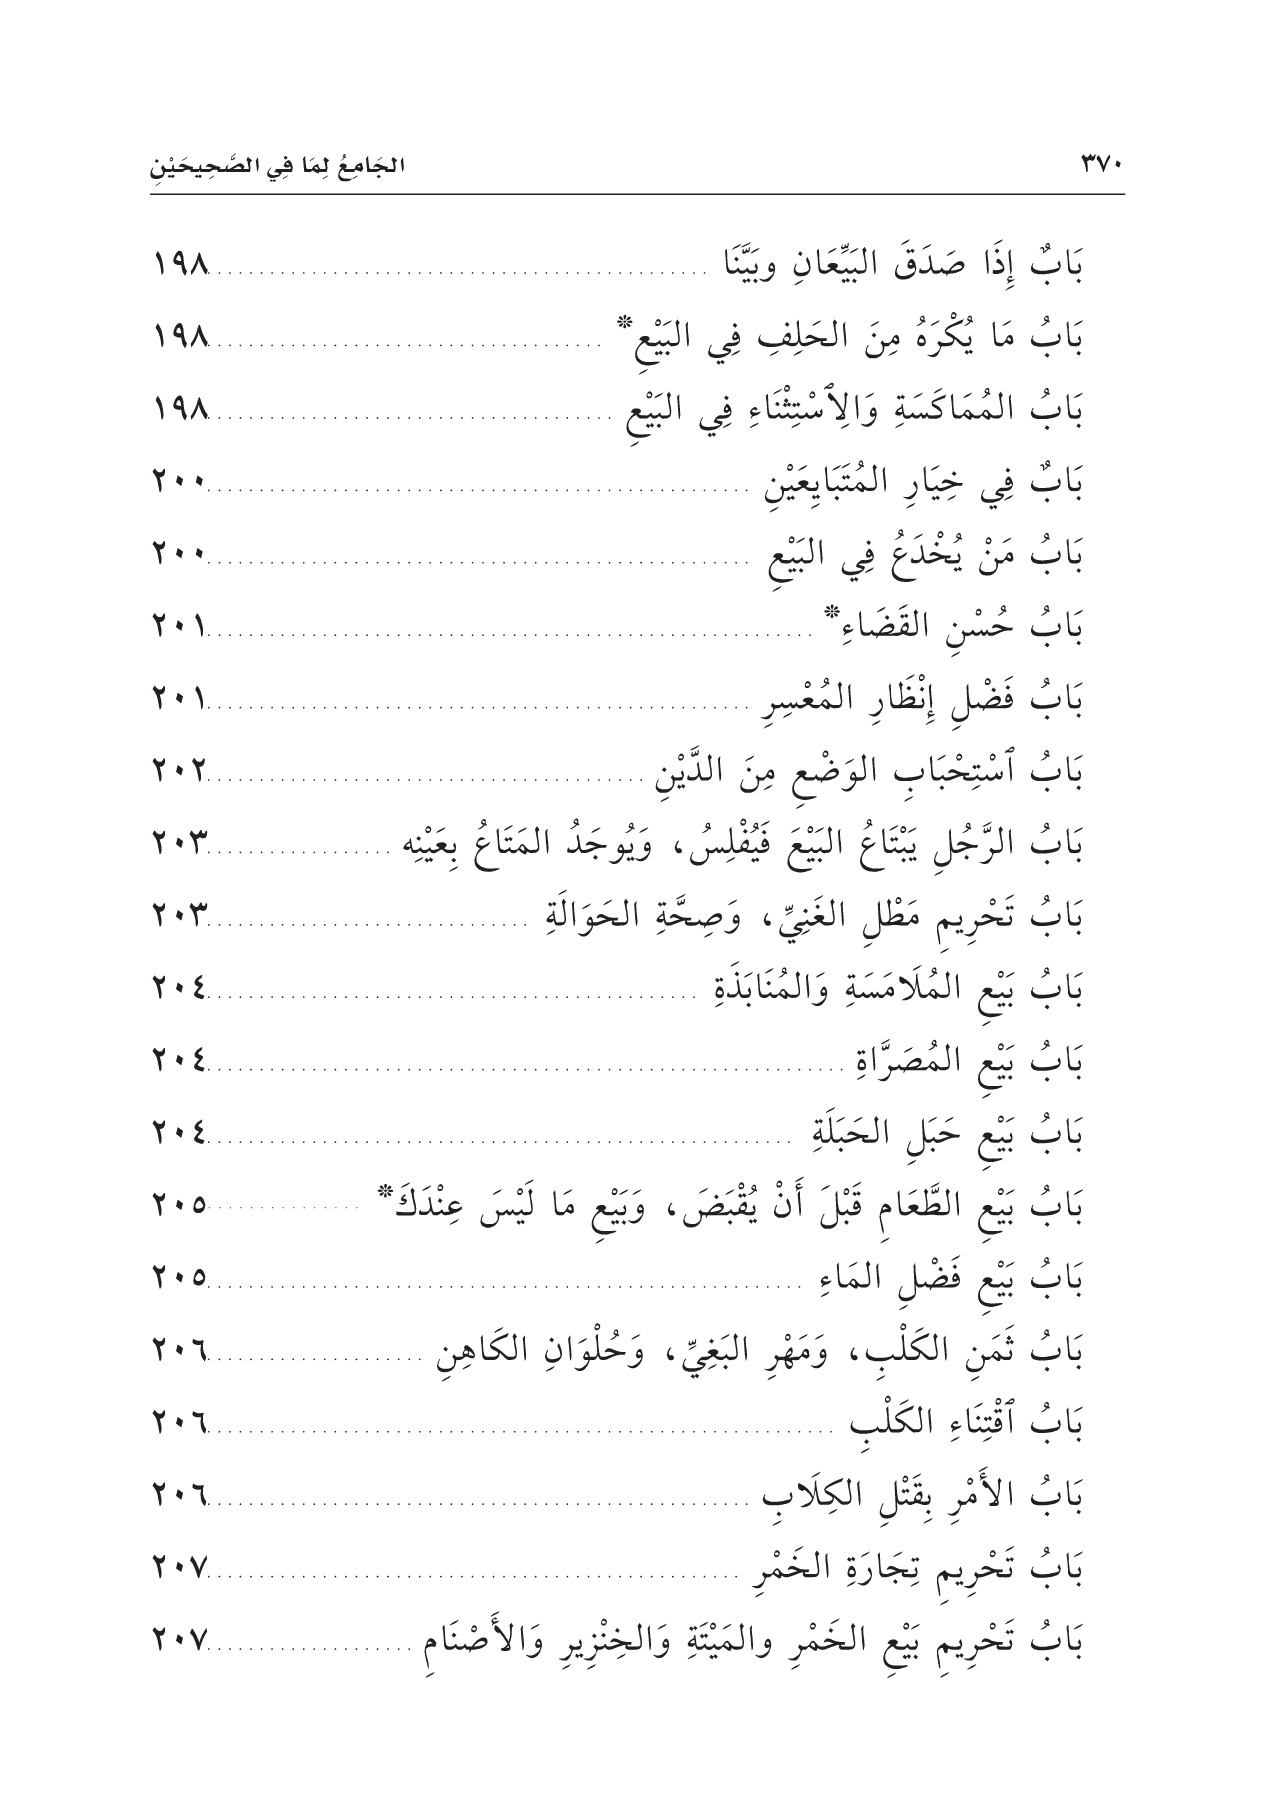 ٣٧٠ الجَامِعُ لِمَا فِي الصَّحِيحَيْنِ
بَابٌ إِذَا صَدَقَ البَيِّعَانِ وبَيَّنَا ١٩٨
بَابُ مَا يُكْرَهُ مِنَ الحَلِفِ فِي البَيْعِ* ١٩٨
بَابُ المُمَاكَسَةِ وَالِٱسْتِثْنَاءِ فِي البَيْعِ ١٩٨
بَابٌ فِي خِيَارِ المُتَبَايِعَيْنِ ٢٠٠
بَابُ مَنْ يُخْدَعُ فِي البَيْعِ ٢٠٠
بَابُ حُسْنِ القَضَاءِ* ٢٠١
بَابُ فَضْلِ إِنْظَارِ المُعْسِرِ ٢٠١
بَابُ ٱسْتِحْبَابِ الوَضْعِ مِنَ الدَّيْنِ ٢٠٢
بَابُ الرَّجُلِ يَبْتَاعُ البَيْعَ فَيُفْلِسُ، وَيُوجَدُ المَتَاعُ بِعَيْنِه ٢٠٣
بَابُ تَحْرِيمِ مَطْلِ الغَنِيِّ، وَصِحَّةِ الحَوَالَةِ ٢٠٣
بَابُ بَيْعِ المُلَامَسَةِ وَالمُنَابَذَةِ ٢٠٤
بَابُ بَيْعِ المُصَرَّاةِ ٢٠٤
بَابُ بَيْعِ حَبَلِ الحَبَلَةِ ٢٠٤
بَابُ بَيْعِ الطَّعَامِ قَبْلَ أَنْ يُقْبَضَ، وَبَيْعِ مَا لَيْسَ عِنْدَكَ* ٢٠٥
بَابُ بَيْعِ فَضْلِ المَاءِ ٢٠٥
بَابُ ثَمَنِ الكَلْبِ، وَمَهْرِ البَغِيِّ، وَحُلْوَانِ الكَاهِنِ ٢٠٦
بَابُ ٱقْتِنَاءِ الكَلْبِ ٢٠٦
بَابُ الأَمْرِ بِقَتْلِ الكِلَابِ ٢٠٦
بَابُ تَحْرِيمِ تِجَارَةِ الخَمْرِ ٢٠٧
بَابُ تَحْرِيمِ بَيْعِ الخَمْرِ والمَيْتَةِ وَالخِنْزِيرِ وَالأَصْنَامِ ٢٠٧